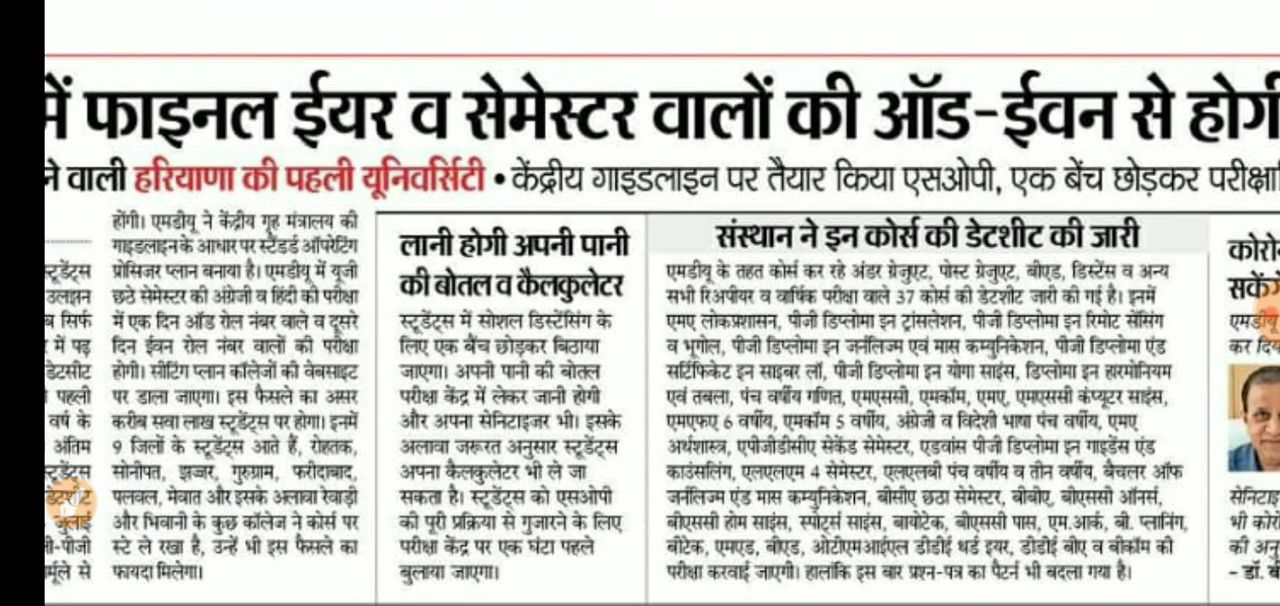 में फाइनल ईयर व सेमेस्टर वालों की ऑड-ईवन से होगी
ने वाली हरियाणा की पहली यूनिवर्सिटी • केंद्रीय गाइडलाइन पर तैयार किया एसओपी, एक बेंच छोड़कर परीक्षा
स्टूडेंट्स
उलझन
ब सिर्फ
में पढ़
डेटसीट
पहली
वर्ष के
अंतिम
स्टूडेंट्स
डेटशीट
जुलाई
नी-पीजी
र्मूले से
होंगी। एमडीयू ने केंद्रीय गृह मंत्रालय की
गाइडलाइन के आधार पर स्टैंडर्ड ऑपरेटिंग
प्रोसिजर प्लान बनाया है। एमडीयू में यूजी
छठे सेमेस्टर की अंग्रेजी व हिंदी की परीक्षा
में एक दिन ऑड रोल नंबर वाले व दूसरे
दिन ईवन रोल नंबर वालों की परीक्षा
होगी। सीटिंग प्लान कॉलेजों की वेबसाइट
पर डाला जाएगा। इस फैसले का असर
करीब सवा लाख स्टूडेंट्स पर होगा। इनमें
9 जिलों के स्टूडेंट्स आते हैं, रोहतक,
सोनीपत, झज्जर, गुरुग्राम, फरीदाबाद,
पलवल, मेवात और इसके अलावा रेवाड़ी
और भिवानी के कुछ कॉलेज ने कोर्स पर
स्टे ले रखा है, उन्हें भी इस फैसले का
फायदा मिलेगा।
लानी होगी अपनी पानी
की बोतल व कैलकुलेटर
स्टूडेंट्स में सोशल डिस्टेंसिंग के
लिए एक बैंच छोड़कर बिठाया
जाएगा। अपनी पानी की बोतल
परीक्षा केंद्र में लेकर जानी होगी
और अपना सेनिटाइजर भी। इसके
अलावा जरूरत अनुसार स्टूडेंट्स
अपना कैलकुलेटर भी ले जा
सकता है। स्टूडेंट्स को एसओपी
की पूरी प्रक्रिया से गुजारने के लिए
परीक्षा केंद्र पर एक घंटा पहले
बुलाया जाएगा।
संस्थान ने इन कोर्स की डेटशीट की जारी
एमडीयू के तहत कोर्स कर रहे अंडर ग्रेजुएट, पोस्ट ग्रेजुएट, बीएड, डिस्टेंस व अन्य
सभी रिअपीयर व वार्षिक परीक्षा वाले 37 कोर्स की डेटशीट जारी की गई है। इनमें
एमए लोकप्रशासन, पीजी डिप्लोमा इन ट्रांसलेशन, पीजी डिप्लोमा इन रिमोट सेंसिंग
व भूगोल, पीजी डिप्लोमा इन जर्नलिज्म एवं मास कम्युनिकेशन, पीजी डिप्लोमा एंड
सर्टिफिकेट इन साइबर लॉ, पीजी डिप्लोमा इन योगा साइंस, डिप्लोमा इन हारमोनियम
एवं तबला, पंच वर्षीय गणित, एमएससी, एमकॉम, एमए, एमएससी कंप्यूटर साइंस,
एमएफए 6 वर्षीय, एमकॉम 5 वर्षीय, अंग्रेजी व विदेशी भाषा पंच वर्षीय, एमए
अर्थशास्त्र, एपीजीडीसीए सेकेंड सेमेस्टर, एडवांस पीजी डिप्लोमा इन गाइडेंस एंड
काउंसलिंग, एलएलएम 4 सेमेस्टर, एलएलबी पंच वर्षीय व तीन वर्षीय, बैचलर ऑफ
जर्नलिज्म एंड मास कम्युनिकेशन, बीसीए छठा सेमेस्टर, बीबीए, बीएससी ऑनर्स,
बीएससी होम साइंस, स्पोर्ट्स साइंस, बायोटेक, बीएससी पास, एम.आर्क, बी. प्लानिंग,
बीटेक, एमएड, बीएड, ओटीएमआईएल डीडीई थर्ड इयर, डीडीई बीए व बीकॉम की
परीक्षा करवाई जाएगी। हालांकि इस बार प्रश्न-पत्र का पैटर्न भी बदला गया है।
कोरो
सकेंगे
एमडीयू
कर दिय
सेनिटाइ
भी कोरो
की अनु
- डॉ. ब